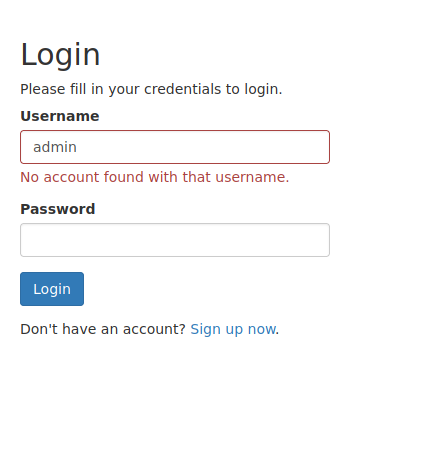 Login
Please fill in your credentials to login.
Username
admin
No account found with that username.
Password
Login
Don't have an account? Sign up now.